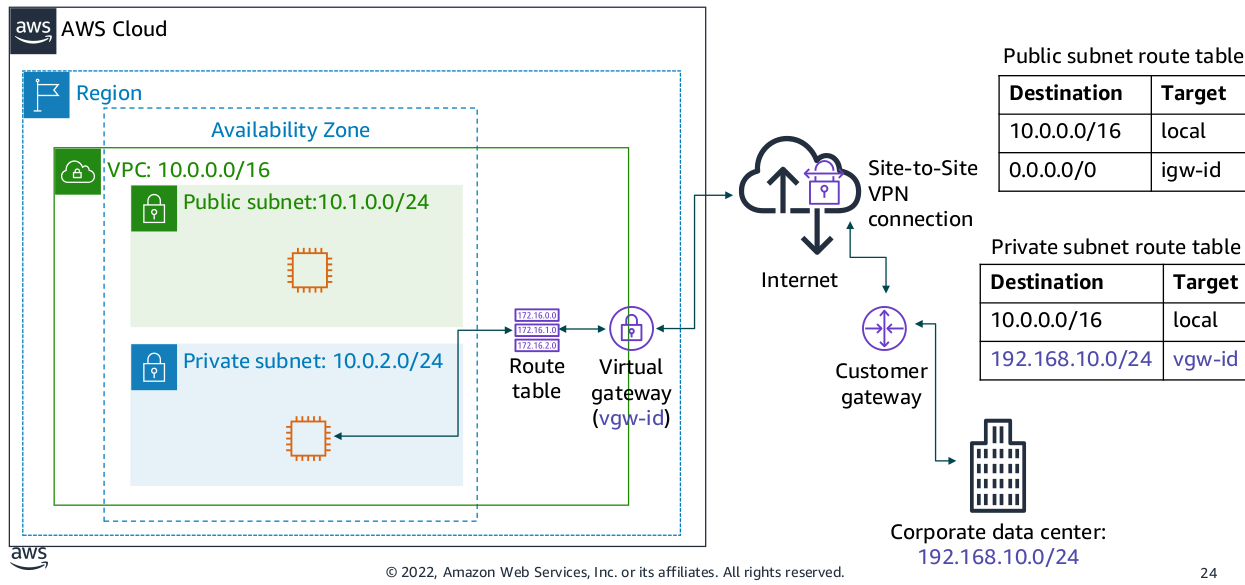 aws
AWS Cloud
Region
Availability Zone
VPC: 10.0.0.0/16
Public subnet:10.1.0.0/24
Private subnet: 10.0.2.0/24
172.16.0.0
172.16.1.0
172.16.2.0
Route
table
Virtual
gateway
(vgw-id)
Internet
Site-to-Site
VPN
connection
Customer
gateway
Corporate data center:
192.168.10.0/24
Public subnet route table
Destination Target
10.0.0.0/16 local
0.0.0.0/0 igw-id
Private subnet route table
Destination Target
10.0.0.0/16 local
192.168.10.0/24 vgw-id
aws
© 2022, Amazon Web Services, Inc. or its affiliates. All rights reserved.
24